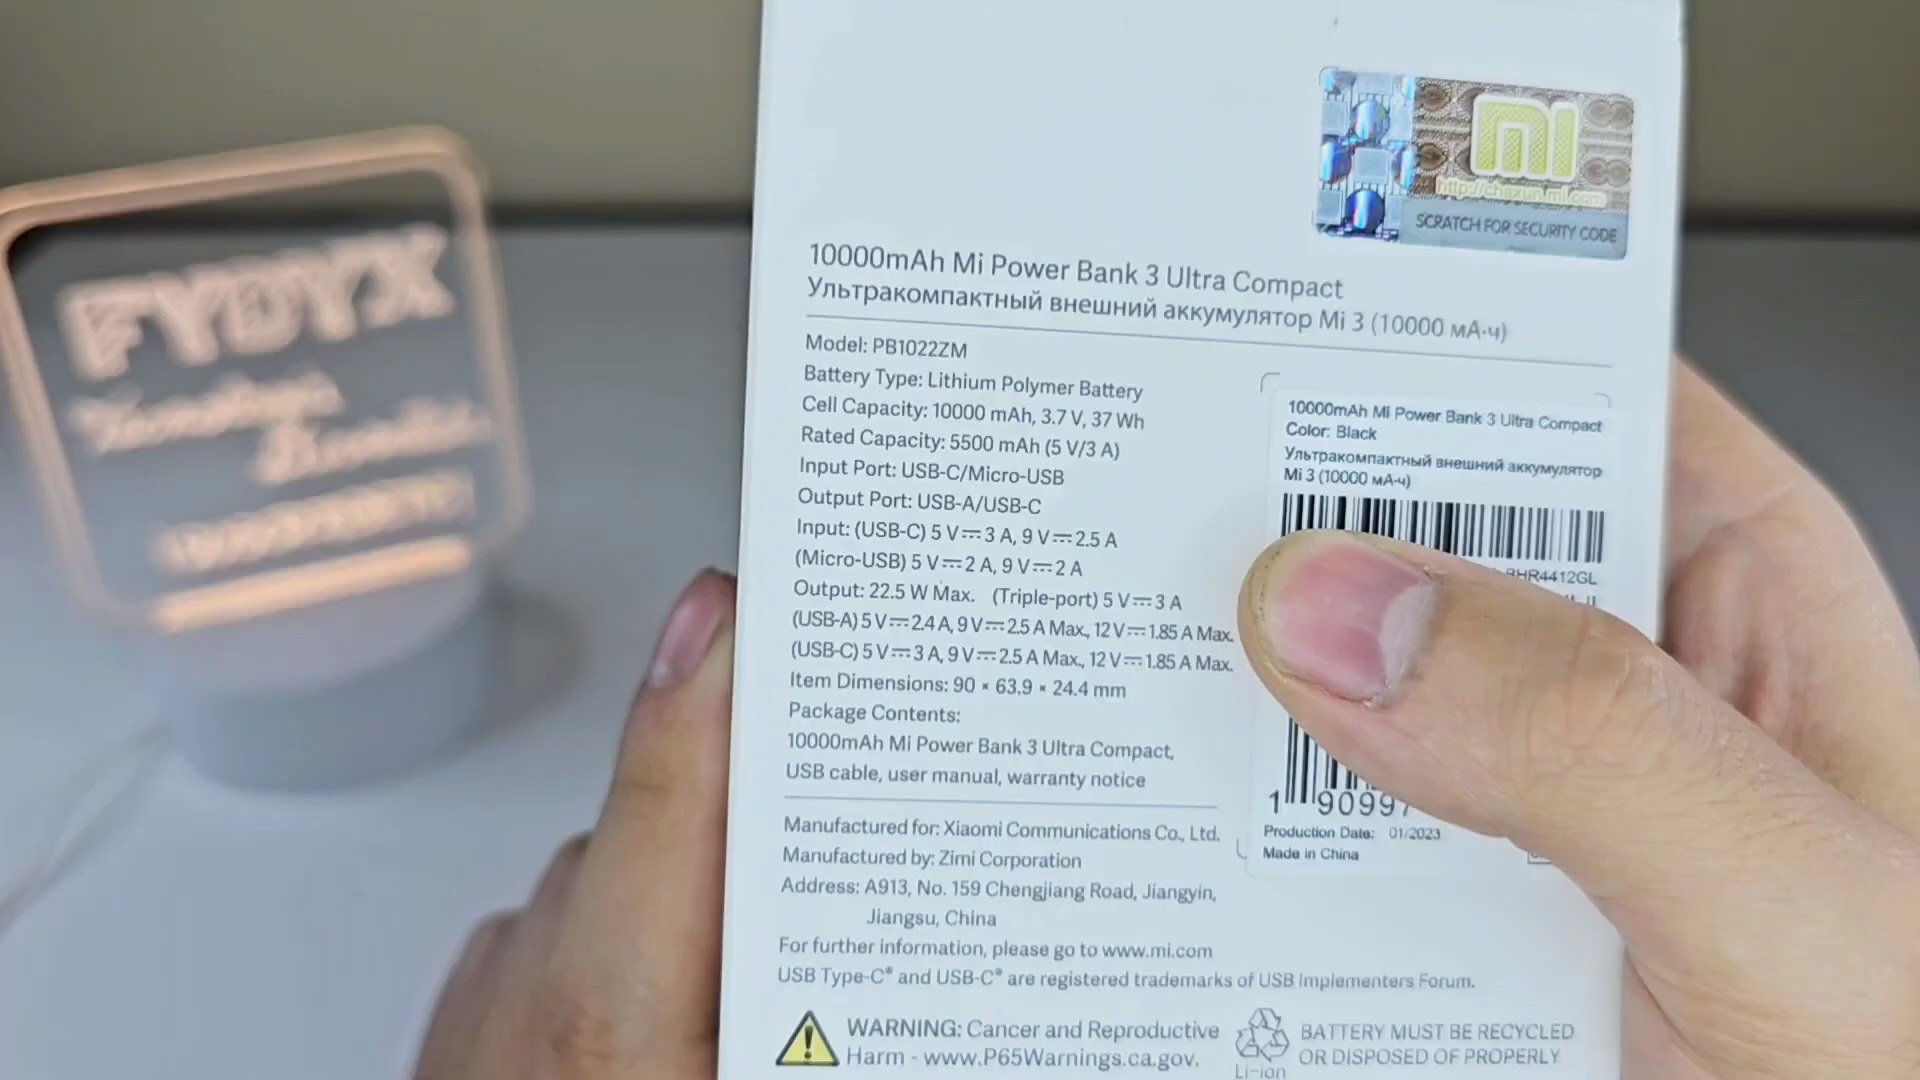 FYDYX
mi
http://chaxun.mi.com
SCRATCH FOR SECURITY CODE
10000mAh Mi Power Bank 3 Ultra Compact
Ультракомпактный внешний аккумулятор Mi 3 (10000 мА·ч)
Model: PB1022ZM
Battery Type: Lithium Polymer Battery
Cell Capacity: 10000 mAh, 3.7 V, 37 Wh
Rated Capacity: 5500 mAh (5 V/3 A)
Input Port: USB-C/Micro-USB
Output Port: USB-A/USB-C
Input: (USB-C) 5 V⎓3 A, 9 V⎓2.5 A
(Micro-USB) 5 V⎓2 A, 9 V⎓2 A
Output: 22.5 W Max. (Triple-port) 5 V⎓3 A
(USB-A) 5 V⎓2.4 A, 9 V⎓2.5 A Max., 12 V⎓1.85 A Max.
(USB-C) 5 V⎓3 A, 9 V⎓2.5 A Max., 12 V⎓1.85 A Max.
Item Dimensions: 90 × 63.9 × 24.4 mm
Package Contents:
10000mAh Mi Power Bank 3 Ultra Compact,
USB cable, user manual, warranty notice
10000mAh Mi Power Bank 3 Ultra Compact
Color: Black
Ультракомпактный внешний аккумулятор
Mi 3 (10000 мА·ч)
BHR4412GL
1 90997
Production Date: 01/2023
Made in China
Manufactured for: Xiaomi Communications Co., Ltd.
Manufactured by: Zimi Corporation
Address: A913, No. 159 Chengjiang Road, Jiangyin,
Jiangsu, China
For further information, please go to www.mi.com
USB Type-C® and USB-C® are registered trademarks of USB Implementers Forum.
WARNING: Cancer and Reproductive
Harm - www.P65Warnings.ca.gov.
Li-ion
BATTERY MUST BE RECYCLED
OR DISPOSED OF PROPERLY